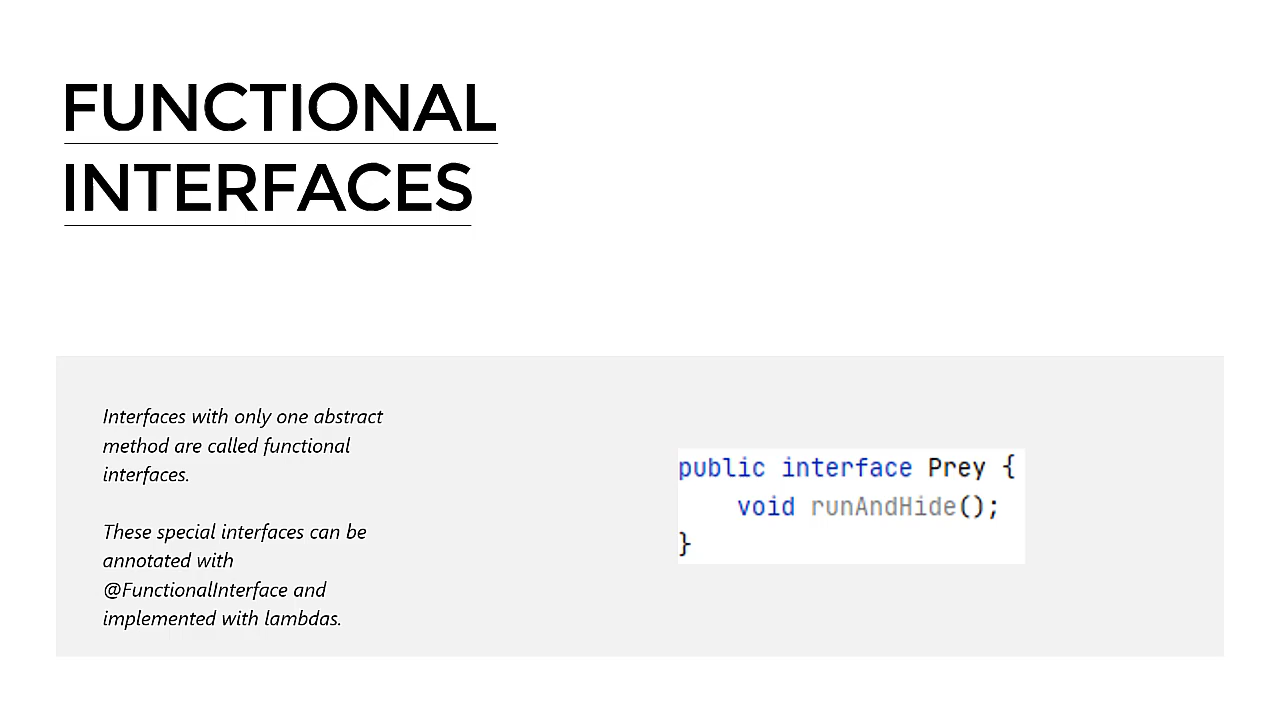 FUNCTIONAL
INTERFACES
Interfaces with only one abstract
method are called functional
interfaces.
These special interfaces can be
annotated with
@FunctionalInterface and
implemented with lambdas.
public interface Prey {
    void runAndHide();
}